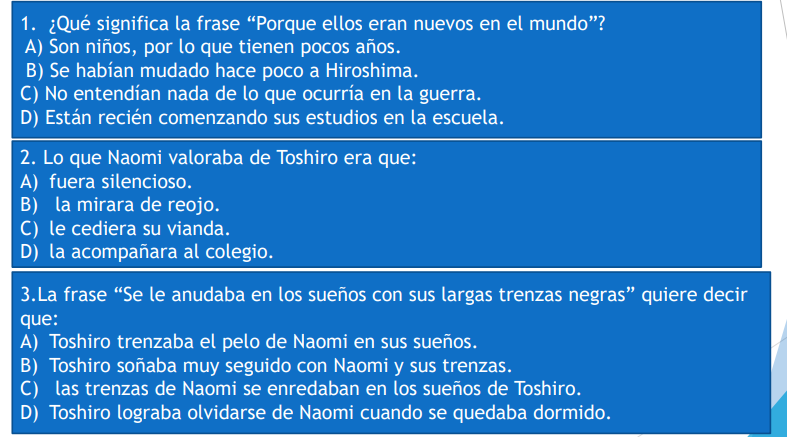 1. ¿Qué significa la frase “Porque ellos eran nuevos en el mundo”?
A) Son niños, por lo que tienen pocos años.
B) Se habían mudado hace poco a Hiroshima.
C) No entendían nada de lo que ocurría en la guerra.
D) Están recién comenzando sus estudios en la escuela.
2. Lo que Naomi valoraba de Toshiro era que:
A) fuera silencioso.
B) la mirara de reojo.
C) le cediera su vianda.
D) la acompañara al colegio.
3.La frase “Se le anudaba en los sueños con sus largas trenzas negras” quiere decir
que:
A) Toshiro trenzaba el pelo de Naomi en sus sueños.
B) Toshiro soñaba muy seguido con Naomi y sus trenzas.
C) las trenzas de Naomi se enredaban en los sueños de Toshiro.
D) Toshiro lograba olvidarse de Naomi cuando se quedaba dormido.